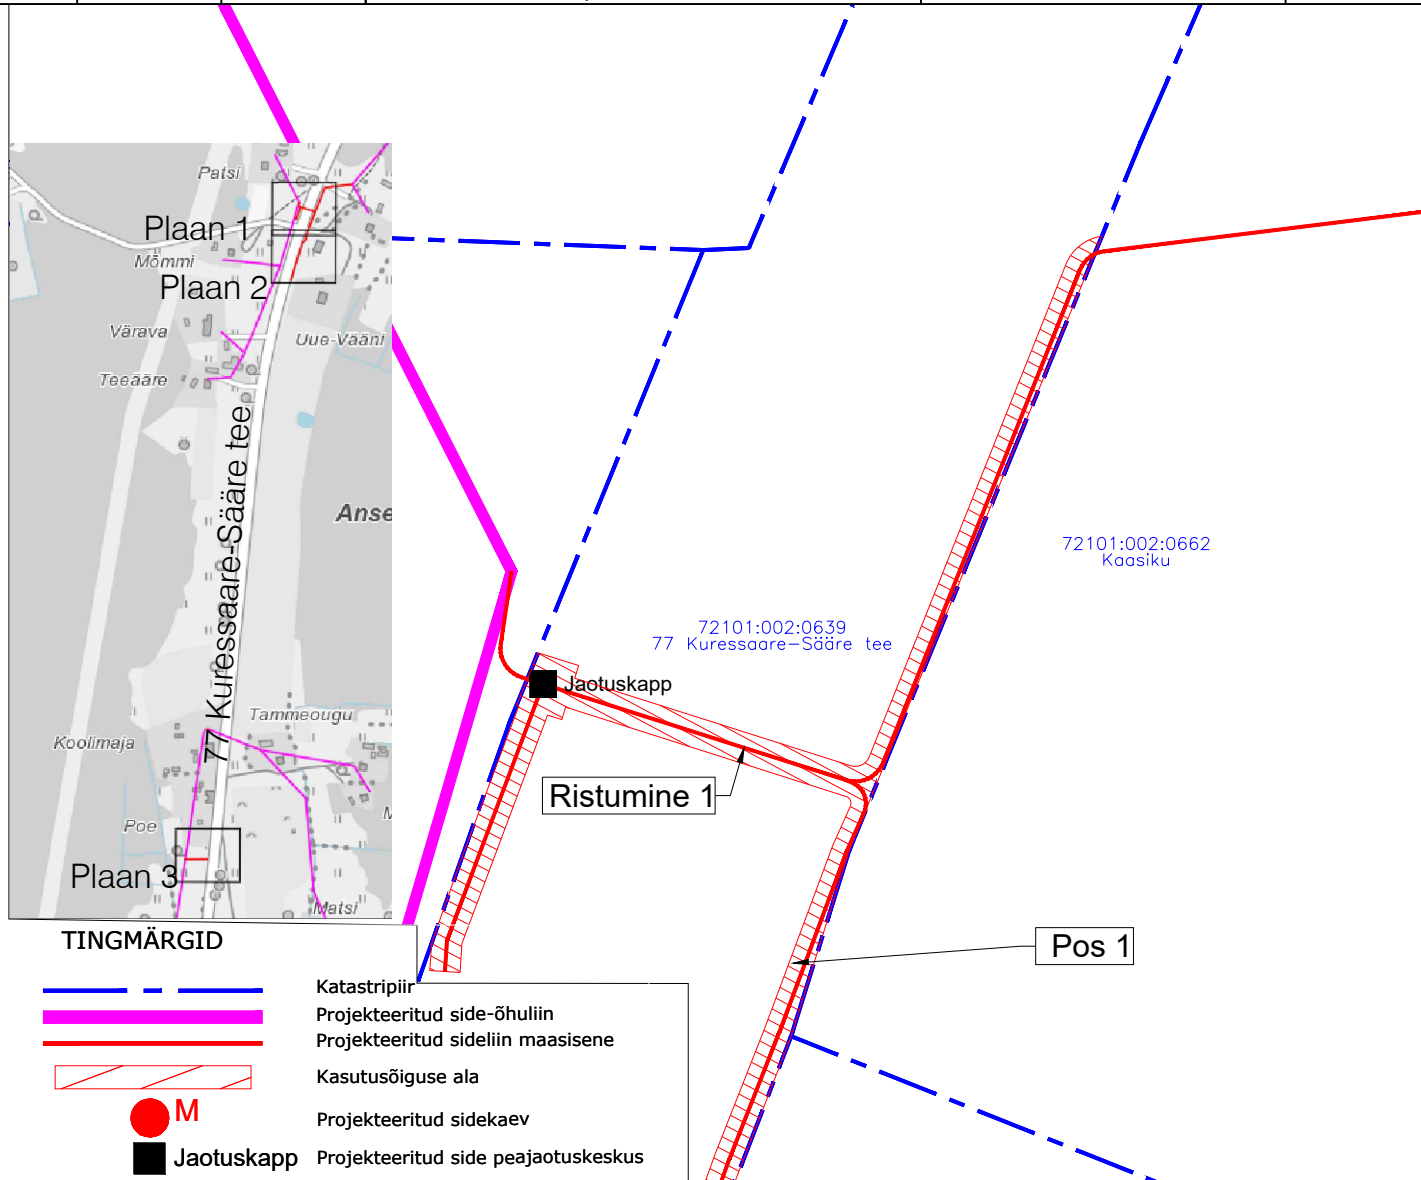 Patsi
Plaan 1
Mõmmi
Plaan 2
Värava
Uue-Vääni
Teeääre
77 Kuressaare-Sääre tee
Anse
Tammeougu
Koolimaja
Poe
M
Plaan 3
Matsi
72101:002:0662
Kaasiku
72101:002:0639
77 Kuressaare-Sääre tee
Jaotuskapp
Ristumine 1
Pos 1
TINGMÄRGID
Katastripiir
Projekteeritud side-õhuliin
Projekteeritud sideliin maasisene
Kasutusõiguse ala
M
Projekteeritud sidekaev
Jaotuskapp Projekteeritud side peajaotuskeskus